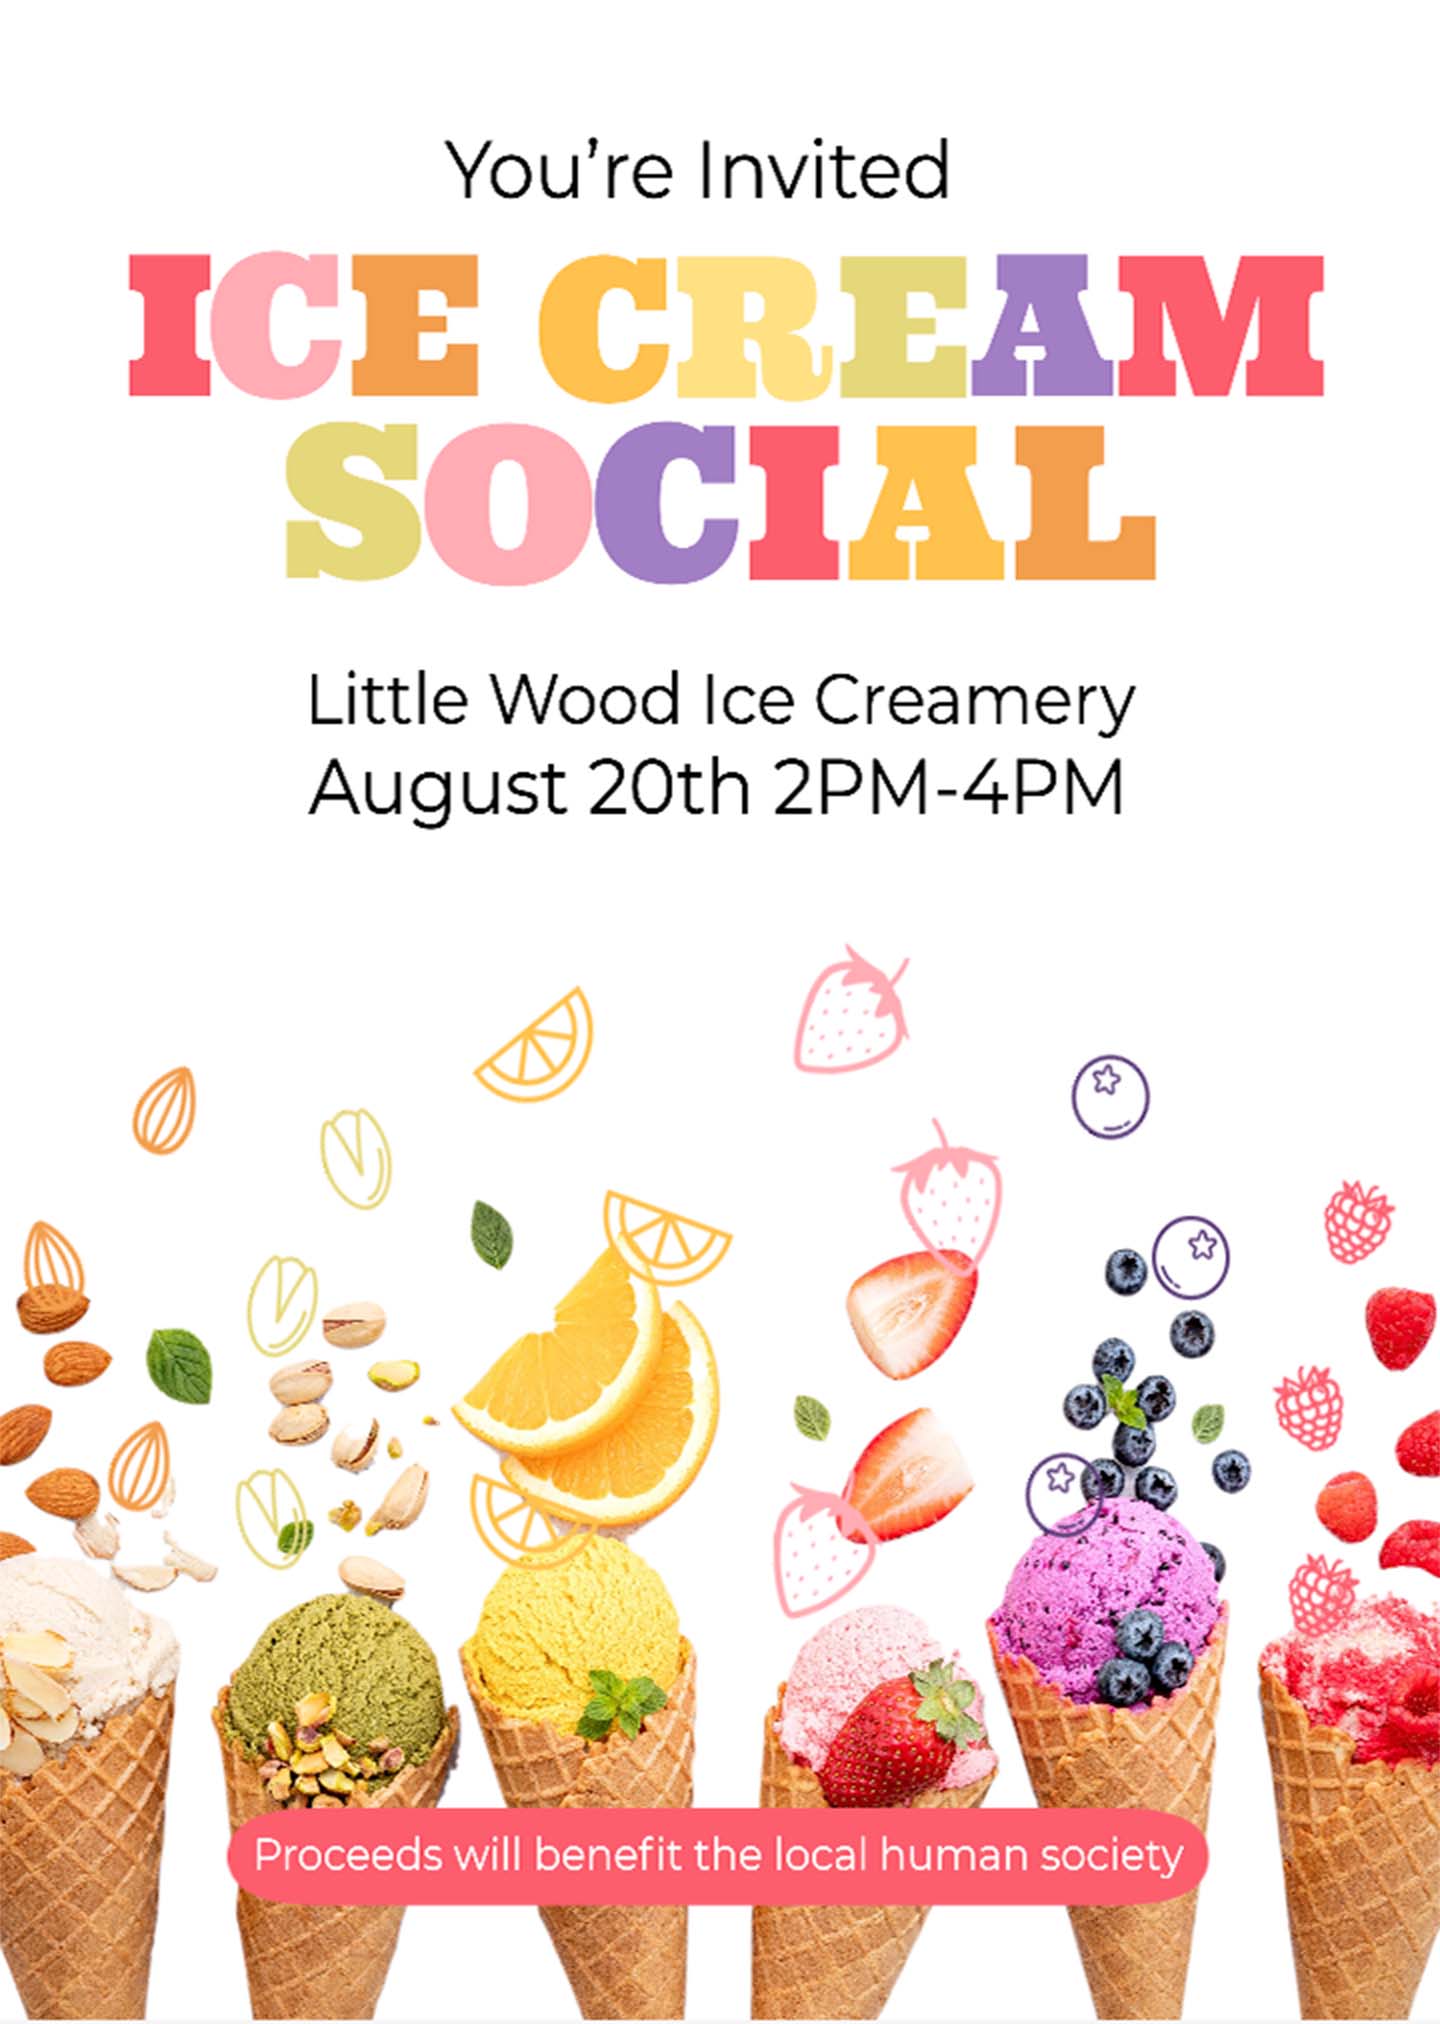 You’re Invited
ICE CREAM
SOCIAL
Little Wood Ice Creamery
August 20th 2PM-4PM
Proceeds will benefit the local human society